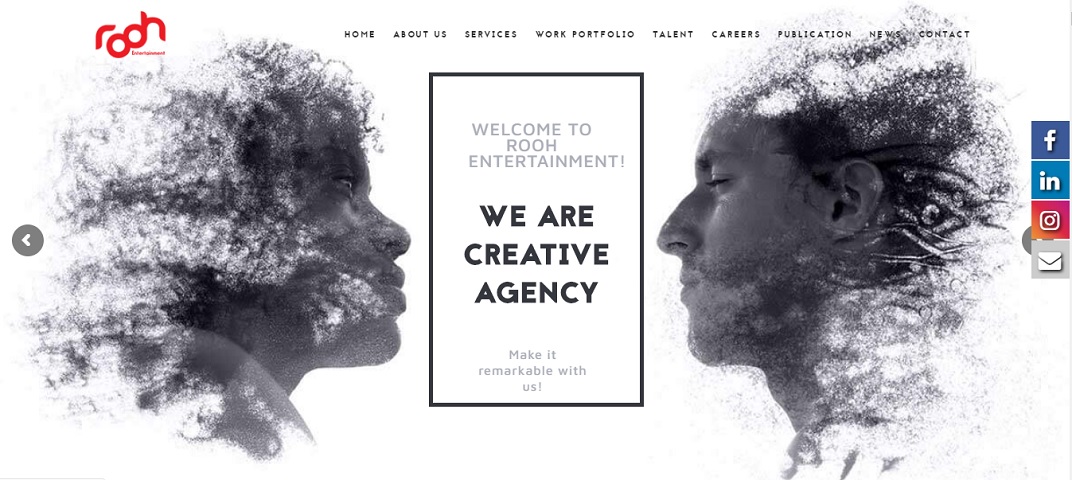 rooh
Entertainment
HOME ABOUT US SERVICES WORK PORTFOLIO TALENT CAREERS PUBLICATION NEWS CONTACT
WELCOME TO
ROOH
ENTERTAINMENT!
WE ARE
CREATIVE
AGENCY
Make it
remarkable with
us!
f
in